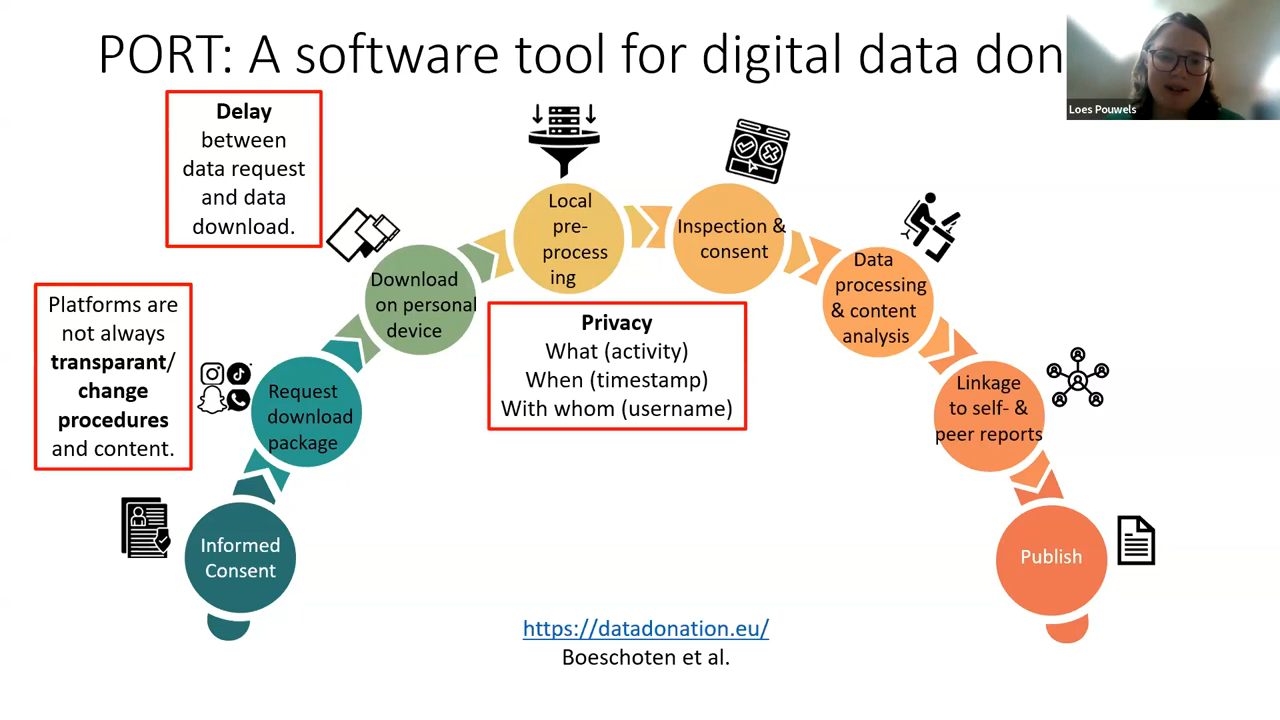 PORT: A software tool for digital data don
Loes Pouwels
Delay
between
data request
and data
download.
Platforms are
not always
transparant/
change
procedures
and content.
Informed
Consent
Request
download
package
Download
on personal
device
Local
pre-
process
ing
Privacy
What (activity)
When (timestamp)
With whom (username)
Inspection &
consent
Data
processing
& content
analysis
Linkage
to self- &
peer reports
Publish
https://datadonation.eu/
Boeschoten et al.